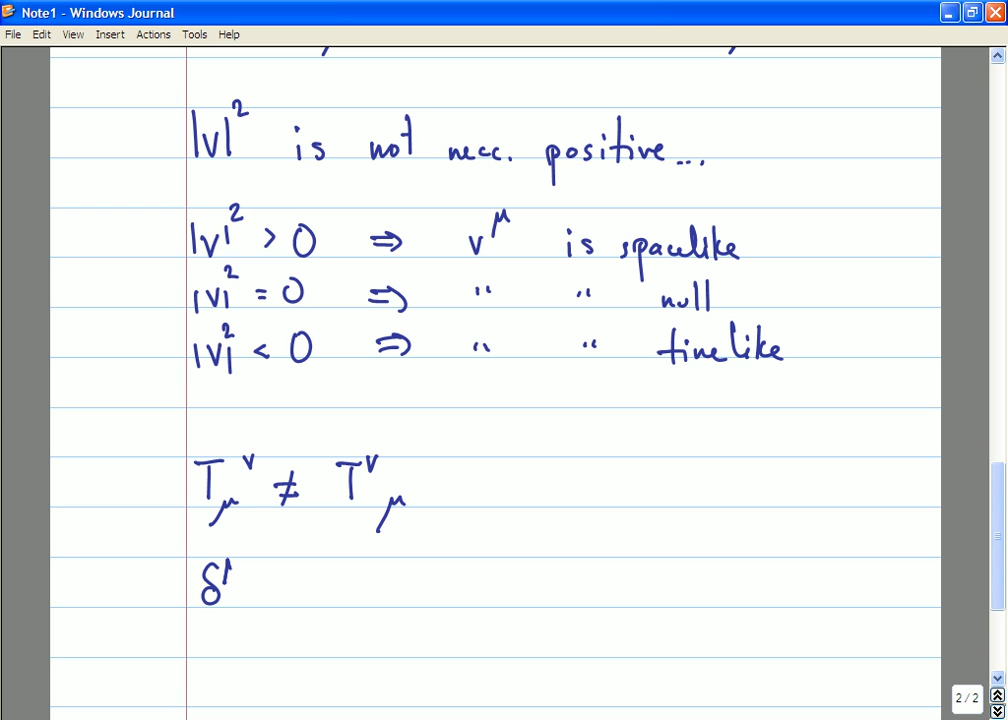 Note1 - Windows Journal
File Edit View Insert Actions Tools Help
|v|² is not necc. positive...
|v|² > 0 ⇒ v^μ is spacelike
|v|² = 0 ⇒ " " null
|v|² < 0 ⇒ " " timelike
T_μ^ν ≠ T^ν_μ
δ
2 / 2